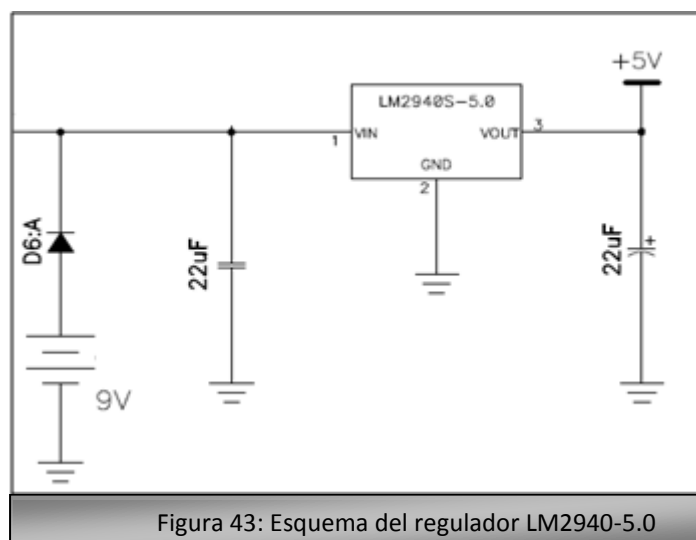 +5V
LM2940S-5.0
1
VIN
VOUT
3
GND
2
D6:A
22uF
22uF
9V
Figura 43: Esquema del regulador LM2940-5.0